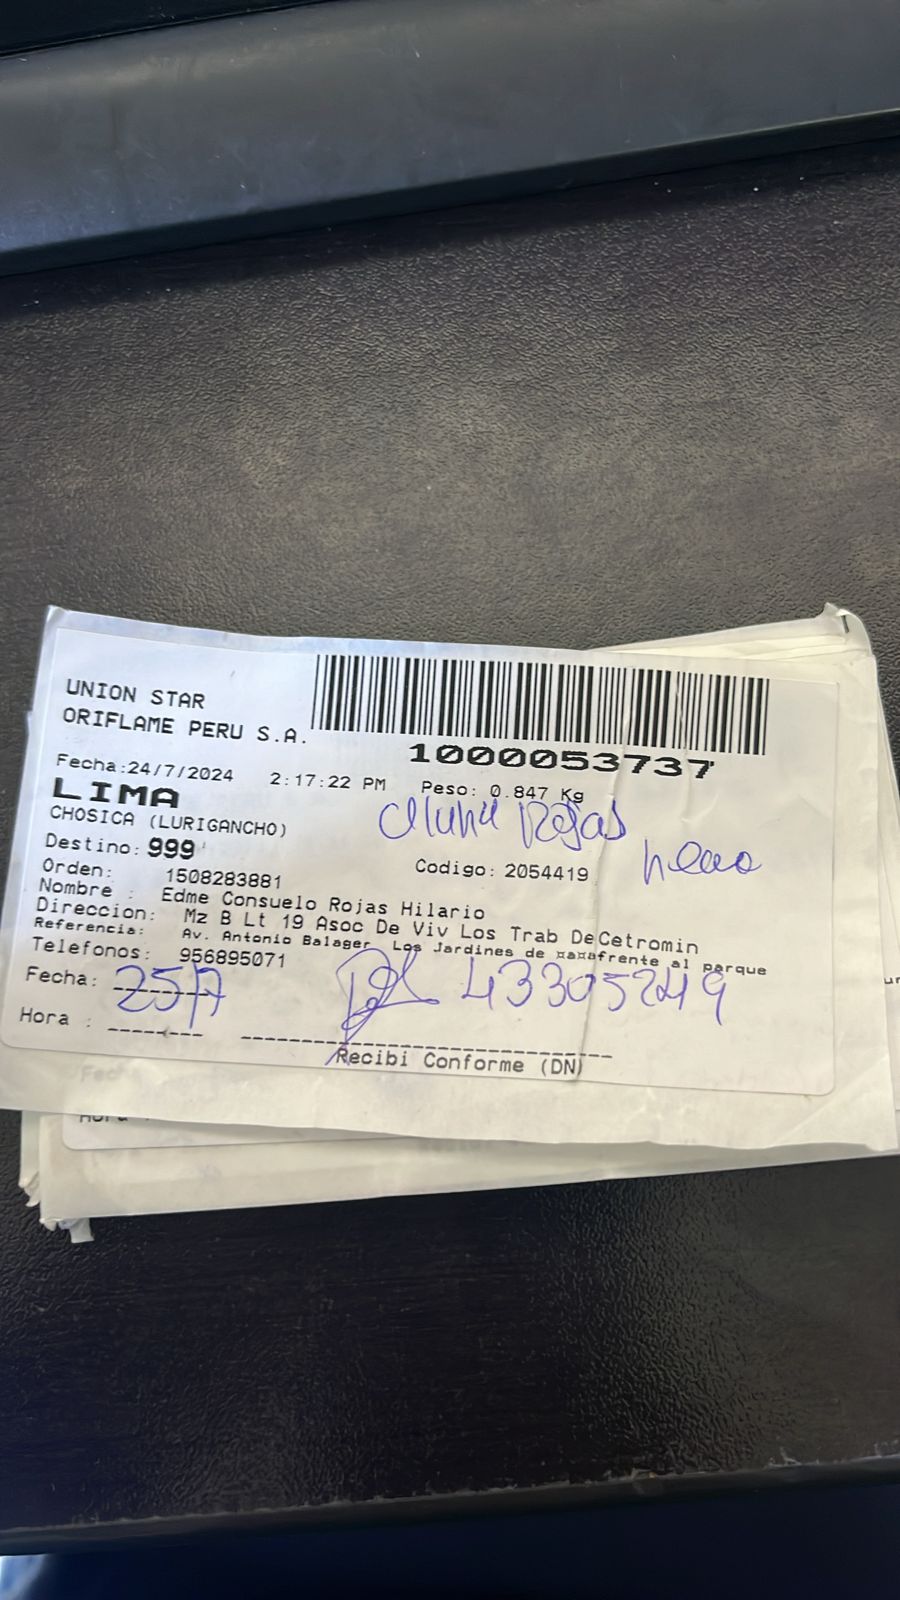 UNION STAR
ORIFLAME PERU S.A.
1000053737
Fecha:24/7/2024 2:17:22 PM Peso: 0.847 Kg
LIMA
CHOSICA (LURIGANCHO)
Rojas
Destino: 999
Orden: 1508283881 Codigo: 2054419
Nombre : Edme Consuelo Rojas Hilario
Direccion: Mz B Lt 19 Asoc De Viv Los Trab DeCetromin
Referencia: Av. Antonio Balager Los Jardines de ¤a¤afrente al parque
Telefonos: 956895071
Fecha: 25/7 43305249
Hora :
Recibi Conforme (DN)
Hora